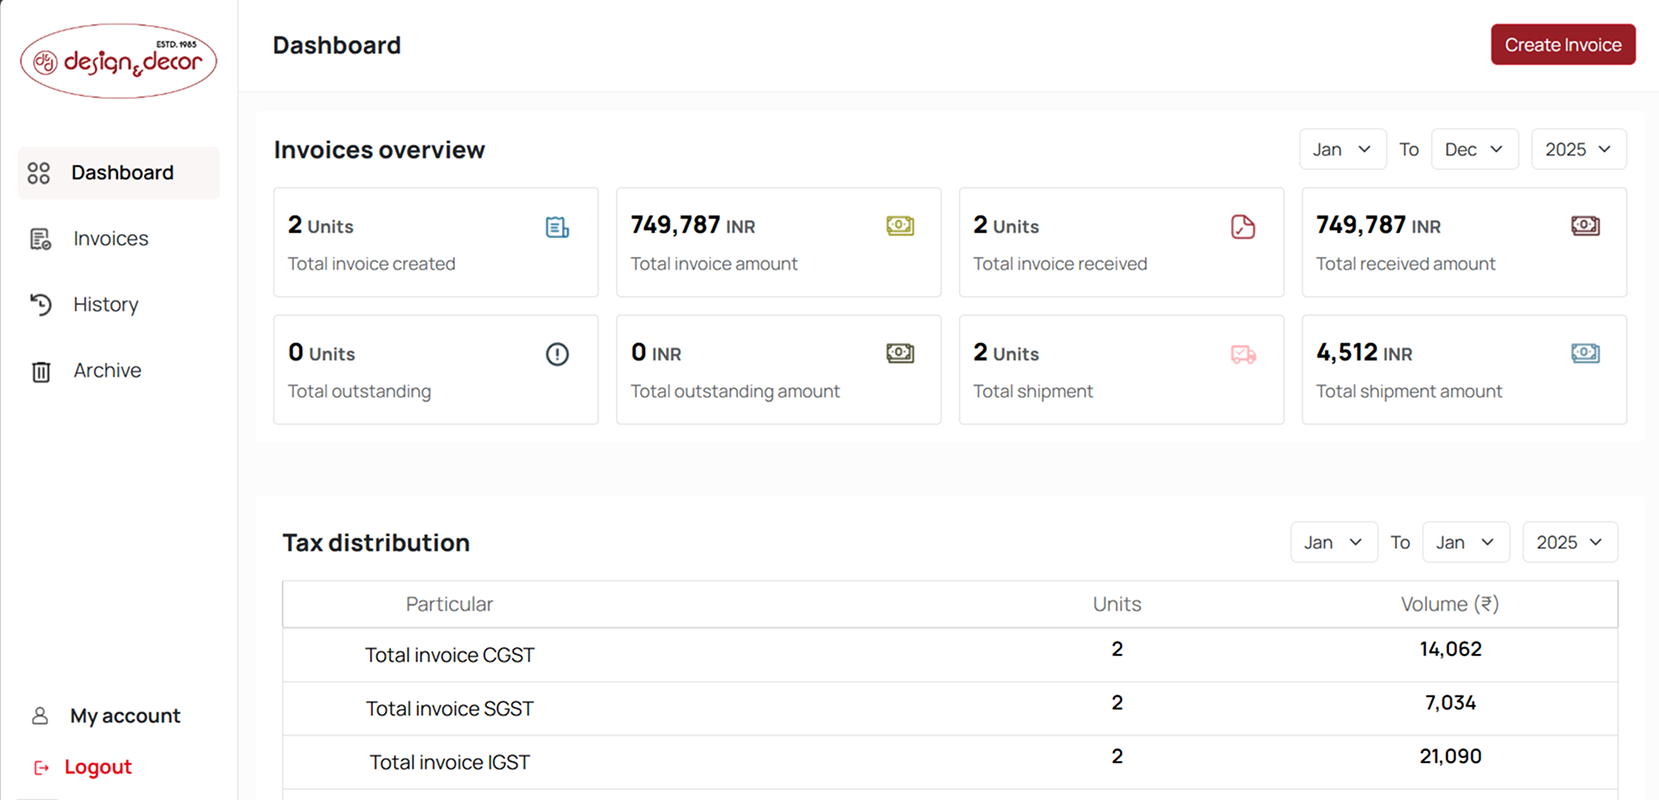 ESTD. 1985
design & decor
Dashboard
Create Invoice
Dashboard
Invoices
History
Archive
My account
Logout
Invoices overview
Jan To Dec 2025
2 Units
Total invoice created
749,787 INR
Total invoice amount
2 Units
Total invoice received
749,787 INR
Total received amount
0 Units
Total outstanding
0 INR
Total outstanding amount
2 Units
Total shipment
4,512 INR
Total shipment amount
Tax distribution
Jan To Jan 2025
Particular Units Volume (₹)
Total invoice CGST 2 14,062
Total invoice SGST 2 7,034
Total invoice IGST 2 21,090